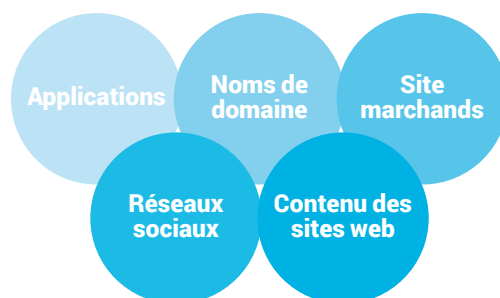 Applications
Noms de
domaine
Site
marchands
Réseaux
sociaux
Contenu des
sites web